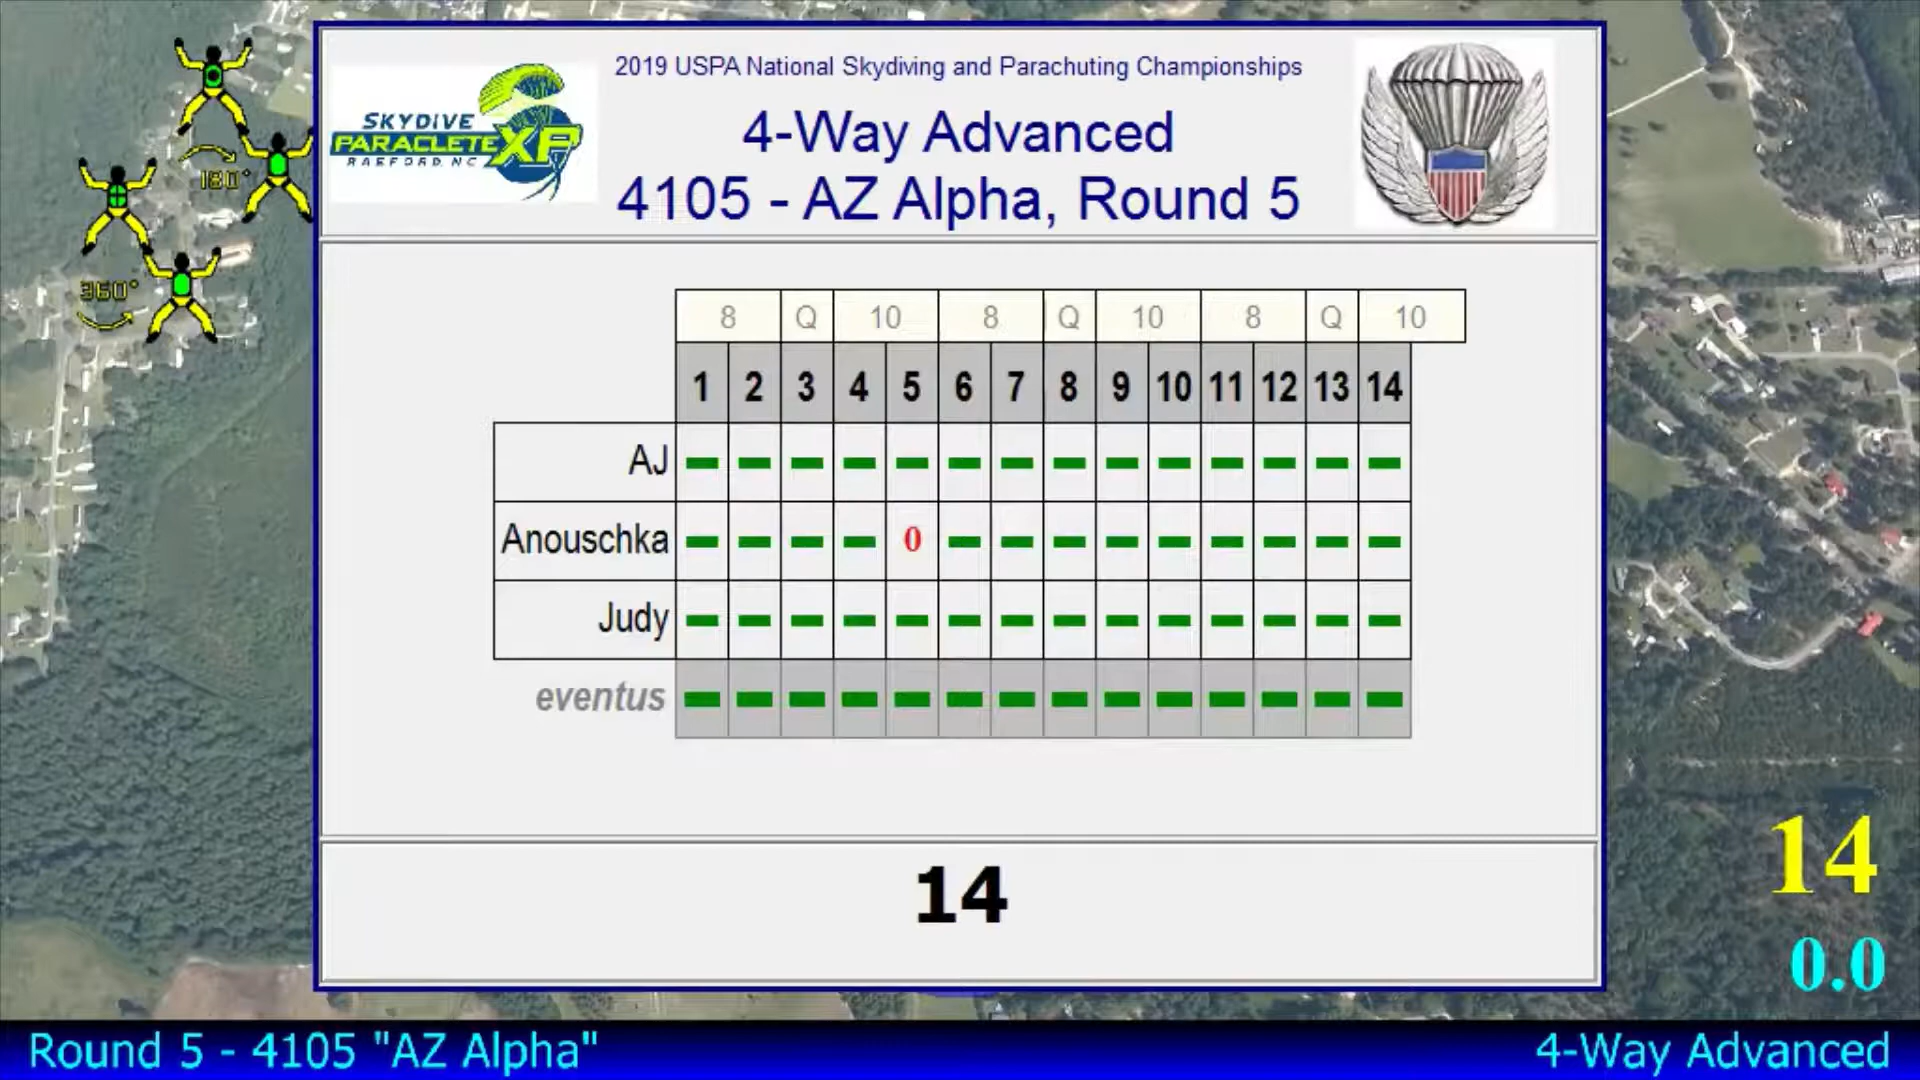 180°
360°
SKYDIVE
PARACLETE XP
RAEFORD, NC
2019 USPA National Skydiving and Parachuting Championships
4-Way Advanced
4105 - AZ Alpha, Round 5
8 Q 10 8 Q 10 8 Q 10
1 2 3 4 5 6 7 8 9 10 11 12 13 14
AJ
Anouschka 0
Judy
eventus
14
14
0.0
Round 5 - 4105 "AZ Alpha"
4-Way Advanced